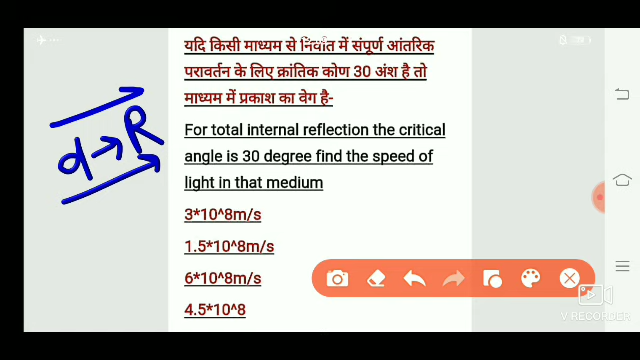 यदि किसी माध्यम से निर्वात में संपूर्ण आंतरिक
परावर्तन के लिए क्रांतिक कोण 30 अंश है तो
माध्यम में प्रकाश का वेग है-
d → R
For total internal reflection the critical
angle is 30 degree find the speed of
light in that medium
3*10^8m/s
1.5*10^8m/s
6*10^8m/s
4.5*10^8
V RECORDER